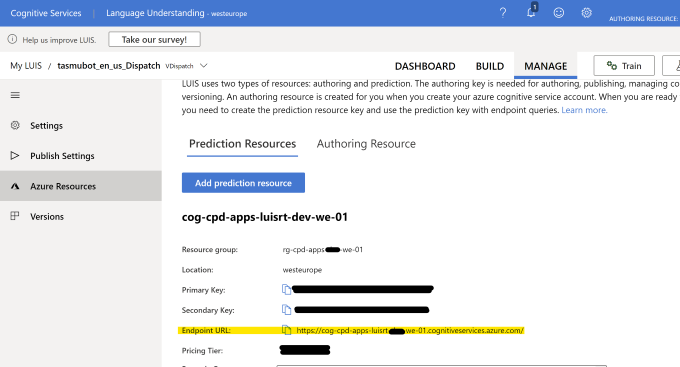 Cognitive Services | Language Understanding - westeurope
? 1
AUTHORING RESOURCE:
Help us improve LUIS. Take our survey!
My LUIS / tasmubot_en_us_Dispatch VDispatch DASHBOARD BUILD MANAGE Train
LUIS uses two types of resources: authoring and prediction. The authoring key is needed for authoring, publishing, managing co
versioning. An authoring resource is created for you when you create your azure cognitive service account. When you are ready
you need to create the prediction resource key and use the prediction key with endpoint queries. Learn more.
Settings
Publish Settings
Azure Resources
Versions
Prediction Resources Authoring Resource
Add prediction resource
cog-cpd-apps-luisrt-dev-we-01
Resource group: rg-cpd-apps -we-01
Location: westeurope
Primary Key:
Secondary Key:
Endpoint URL: https://cog-cpd-apps-luisrt we-01.cognitiveservices.azure.com/
Pricing Tier: